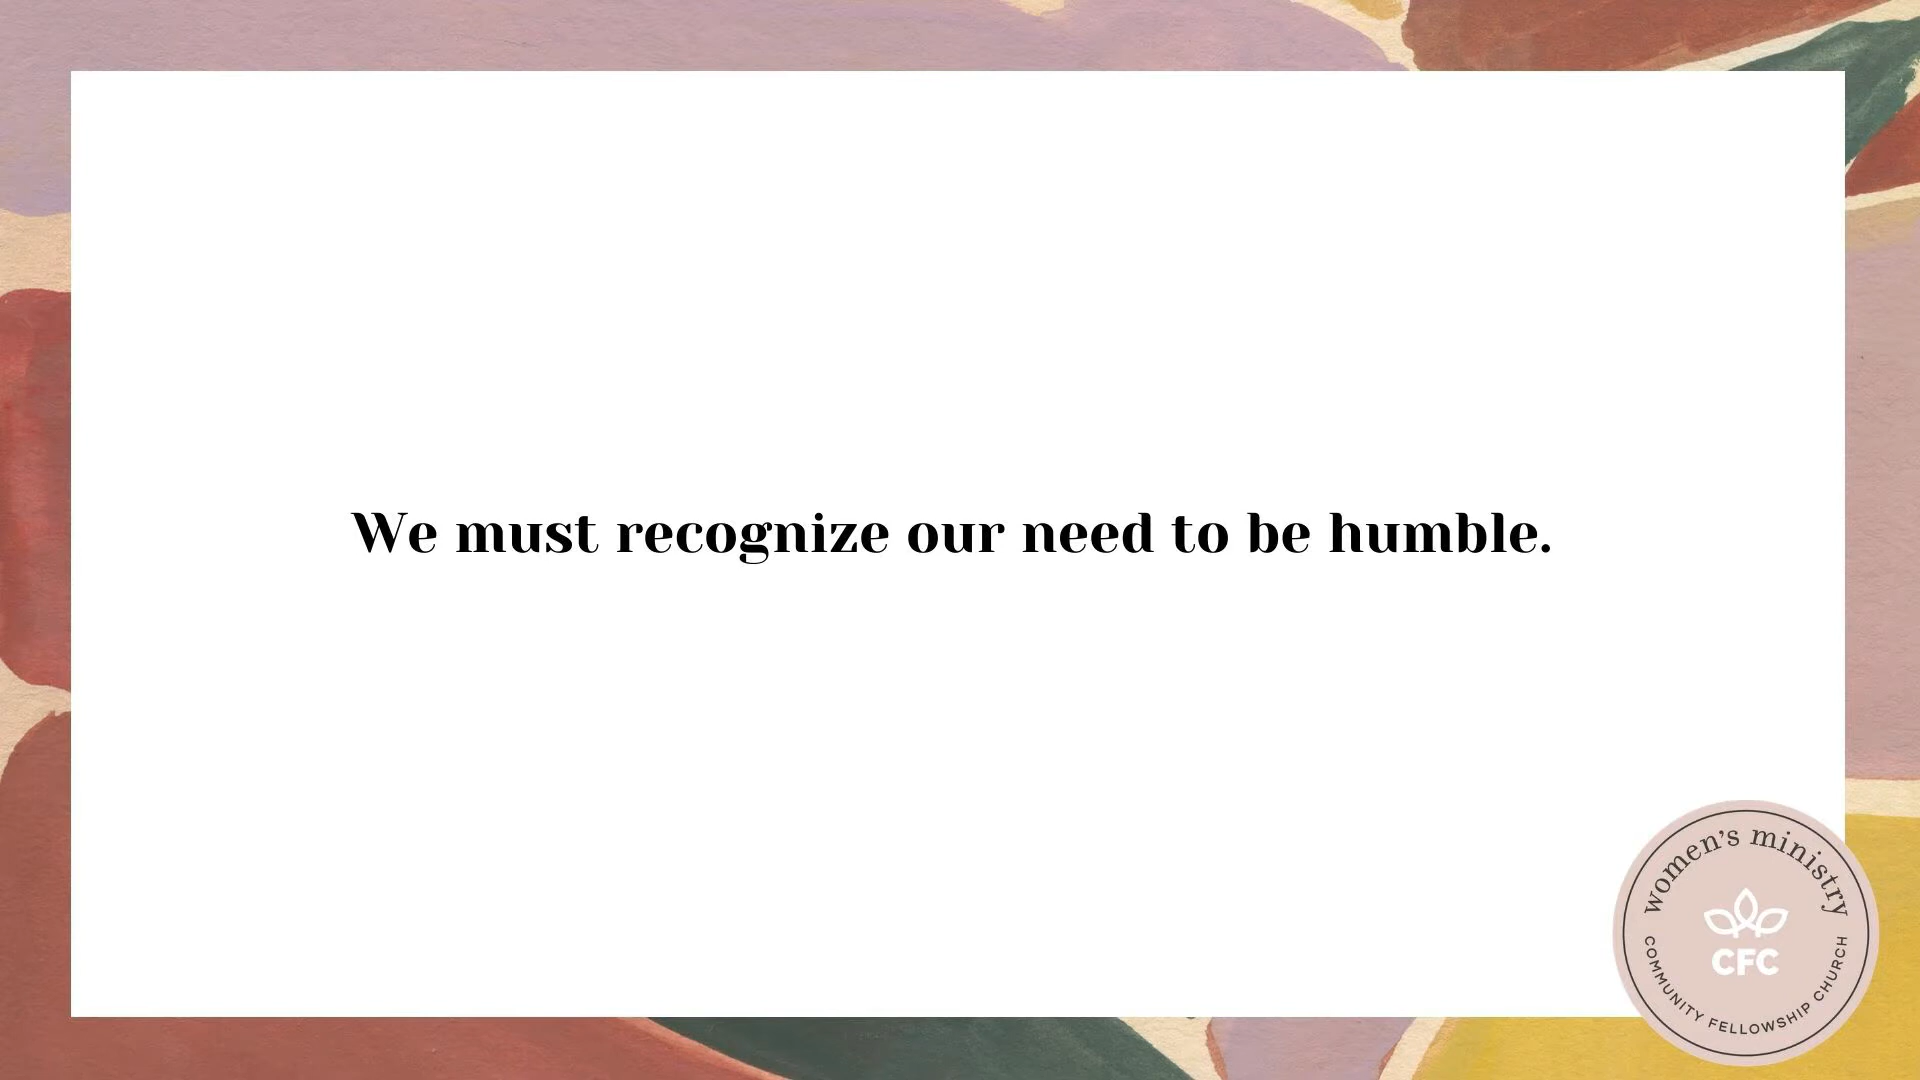 We must recognize our need to be humble.
women's ministry
CFC
COMMUNITY FELLOWSHIP CHURCH